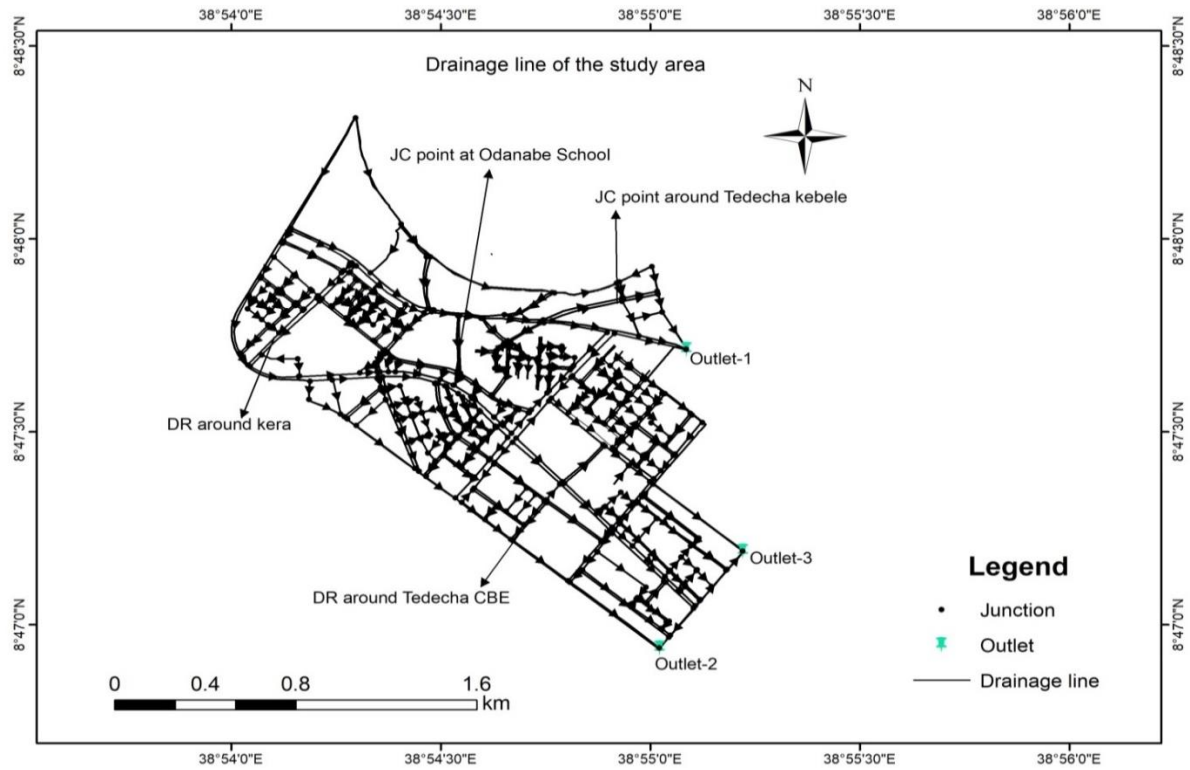 38°54'0"E 38°54'30"E 38°55'0"E 38°55'30"E 38°56'0"E
8°48'30"N 8°48'30"N
Drainage line of the study area
N
JC point at Odanabe School
JC point around Tedecha kebele
8°48'0"N 8°48'0"N
Outlet-1
DR around kera
8°47'30"N 8°47'30"N
Outlet-3
Legend
DR around Tedecha CBE
Junction
8°47'0"N 8°47'0"N
Outlet
Outlet-2
Drainage line
0 0.4 0.8 1.6
km
38°54'0"E 38°54'30"E 38°55'0"E 38°55'30"E 38°56'0"E